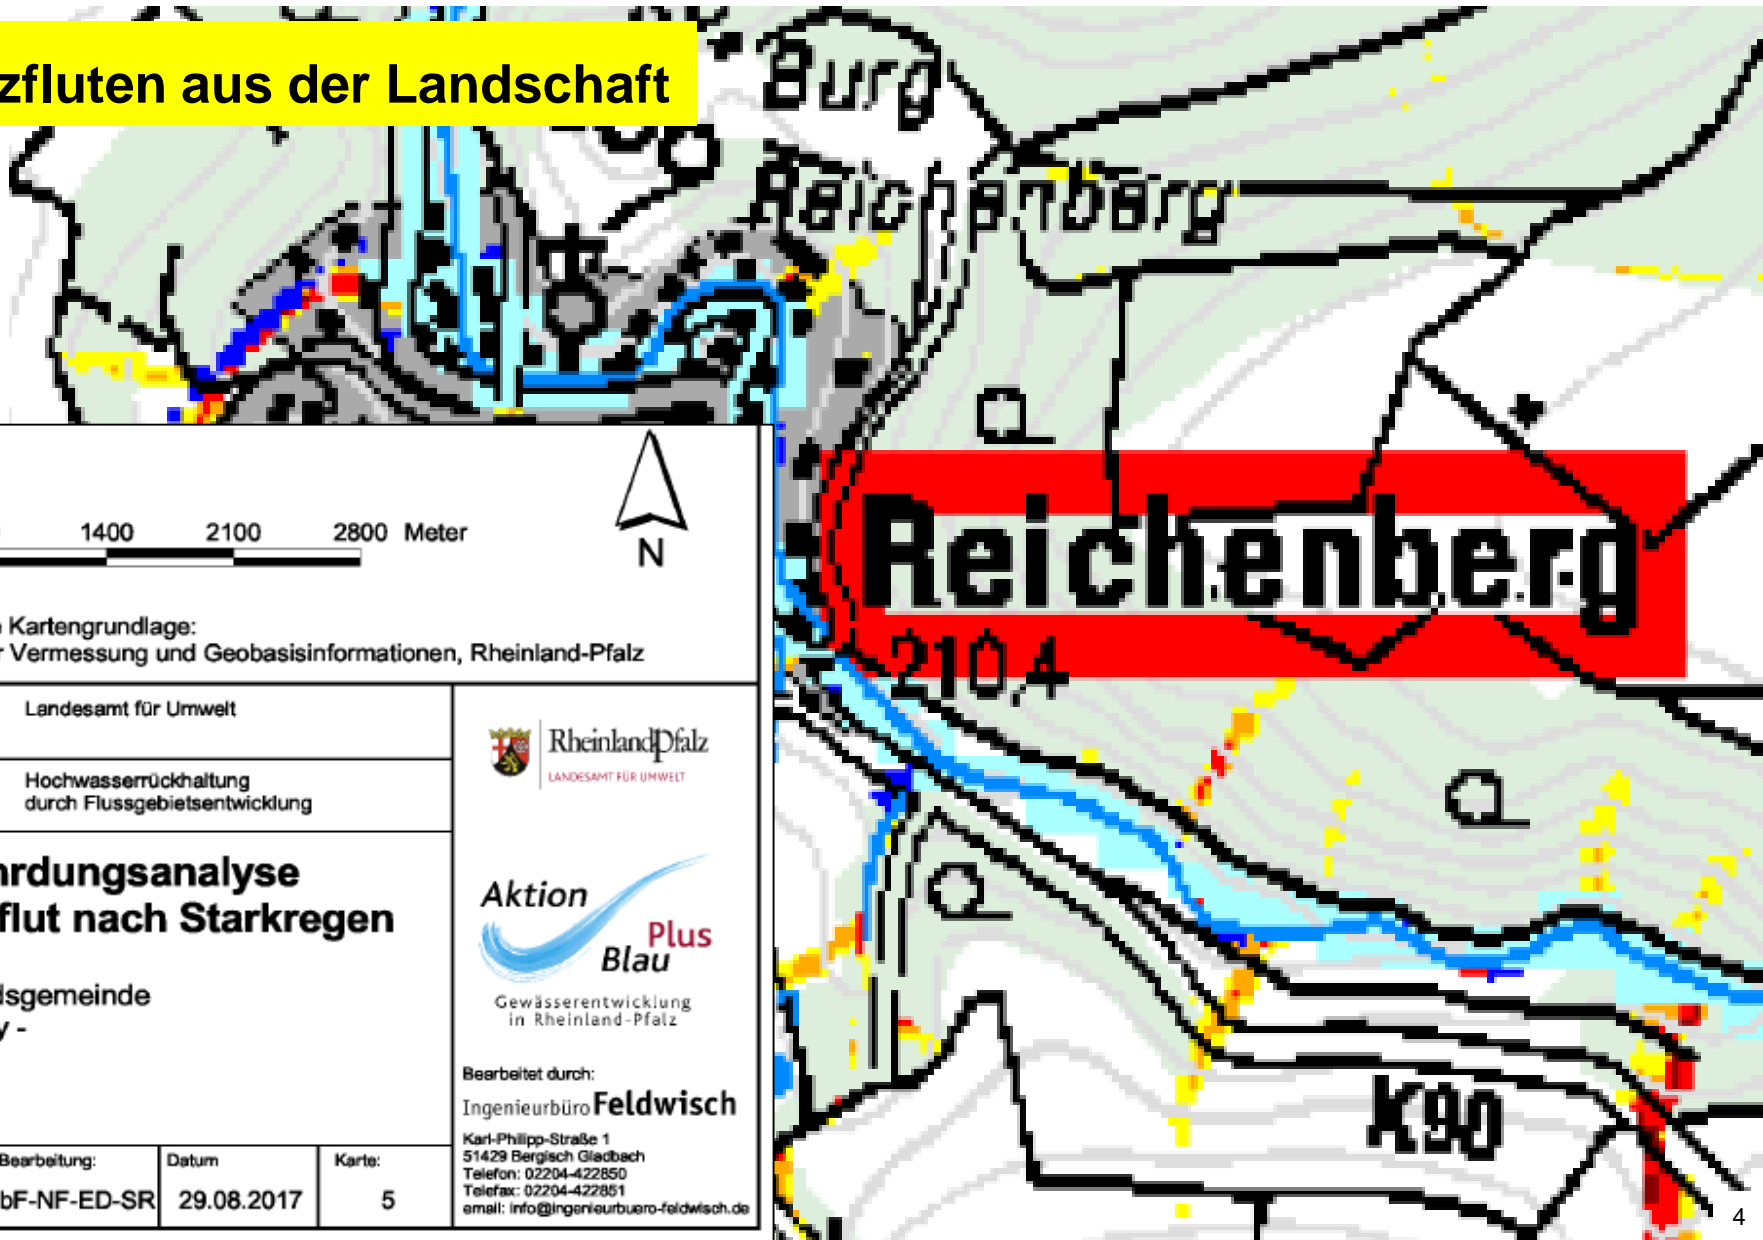 zfluten aus der Landschaft
Burg
Reichenberg
Reichenberg
210,4
K90
1400 2100 2800 Meter
N
Kartengrundlage:
r Vermessung und Geobasisinformationen, Rheinland-Pfalz
Landesamt für Umwelt
Hochwasserrückhaltung
durch Flussgebietsentwicklung
hrdungsanalyse
flut nach Starkregen
dsgemeinde
y -
Bearbeitung:
bF-NF-ED-SR
Datum
29.08.2017
Karte:
5
RheinlandPfalz
LANDESAMT FÜR UMWELT
Aktion
Blau
Plus
Gewässerentwicklung
in Rheinland-Pfalz
Bearbeitet durch:
Ingenieurbüro Feldwisch
Karl-Philipp-Straße 1
51429 Bergisch Gladbach
Telefon: 02204-422850
Telefax: 02204-422851
email: info@ingenieurbuero-feldwisch.de
4